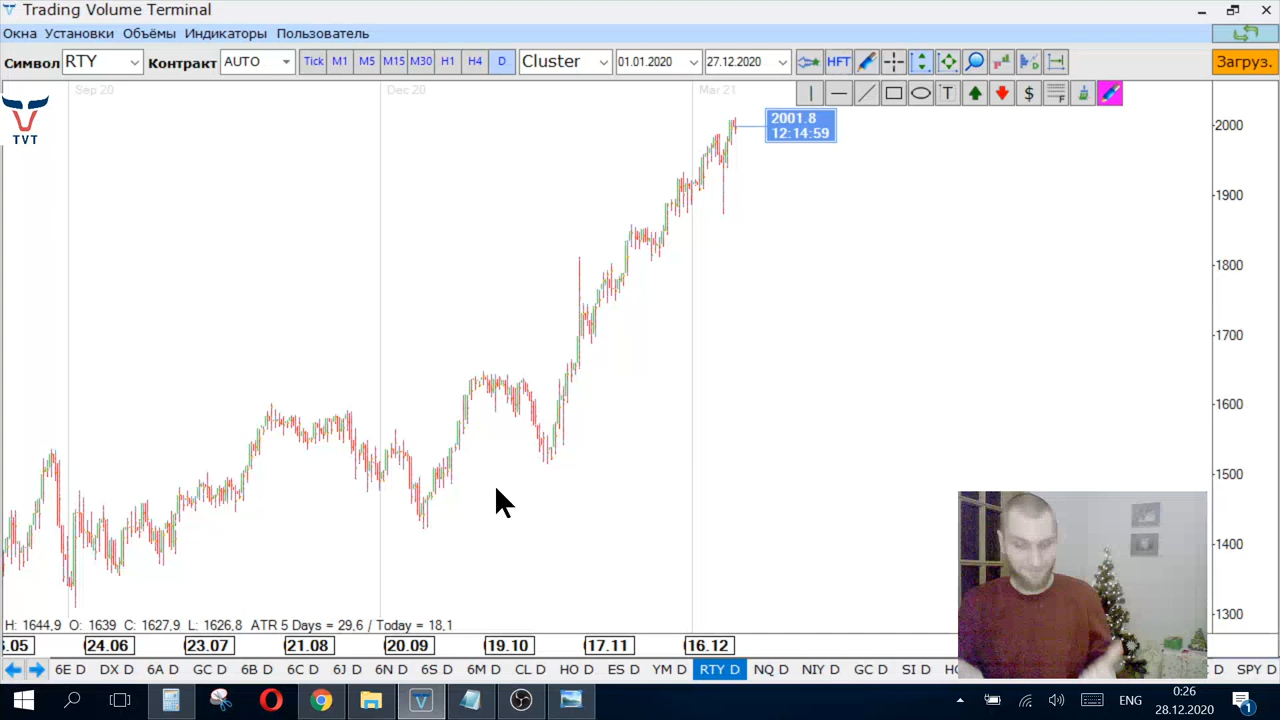 Trading Volume Terminal
Окна Установки Объёмы Индикаторы Пользователь
Символ RTY Контракт AUTO Tick M1 M5 M15 M30 H1 H4 D Cluster 01.01.2020 27.12.2020 HFT Загруз.
Sep 20 Dec 20 Mar 21
T $ F
TVT
2001.8
12:14:59
2000
1900
1800
1700
1600
1500
1400
1300
H: 1644,9 O: 1639 C: 1627,9 L: 1626,8 ATR 5 Days = 29,6 / Today = 18,1
.05 24.06 23.07 21.08 20.09 19.10 17.11 16.12
6E D DX D 6A D GC D 6B D 6C D 6J D 6N D 6S D 6M D CL D HO D ES D YM D RTY D NQ D NIY D GC D SI D D SPY D
ENG
0:26
28.12.2020
1